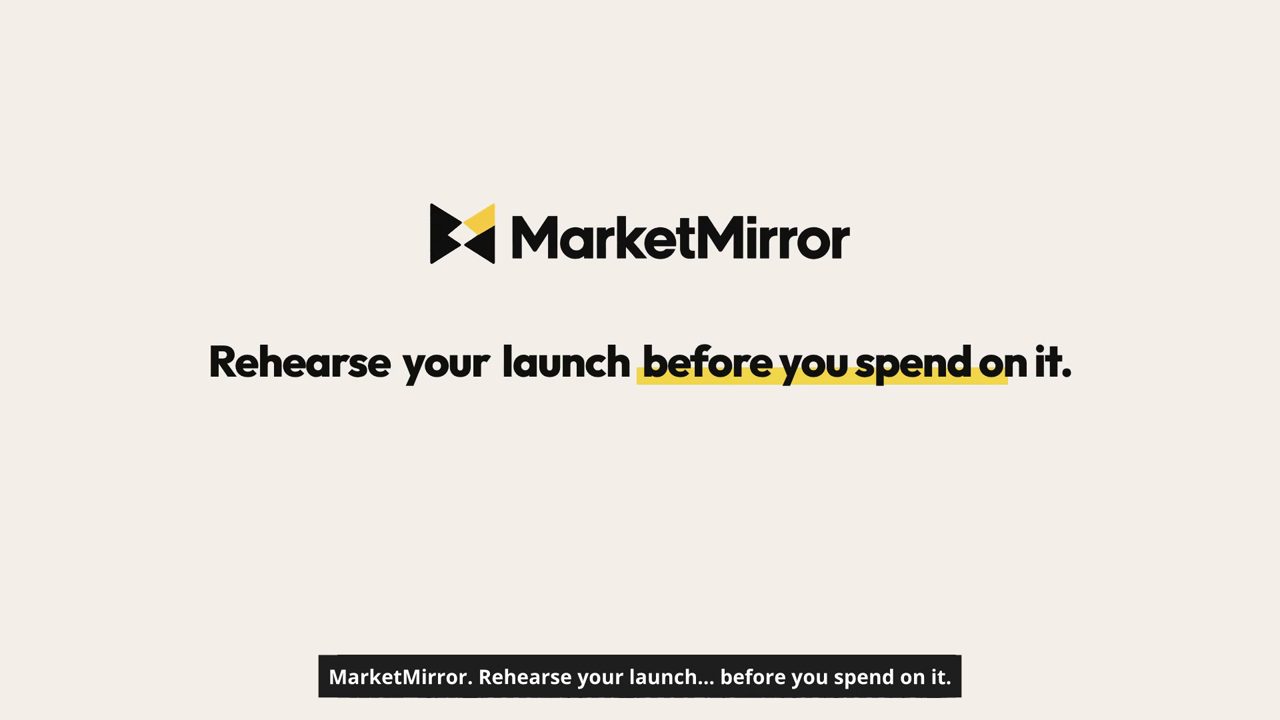 MarketMirror
Rehearse your launch before you spend on it.
MarketMirror. Rehearse your launch... before you spend on it.